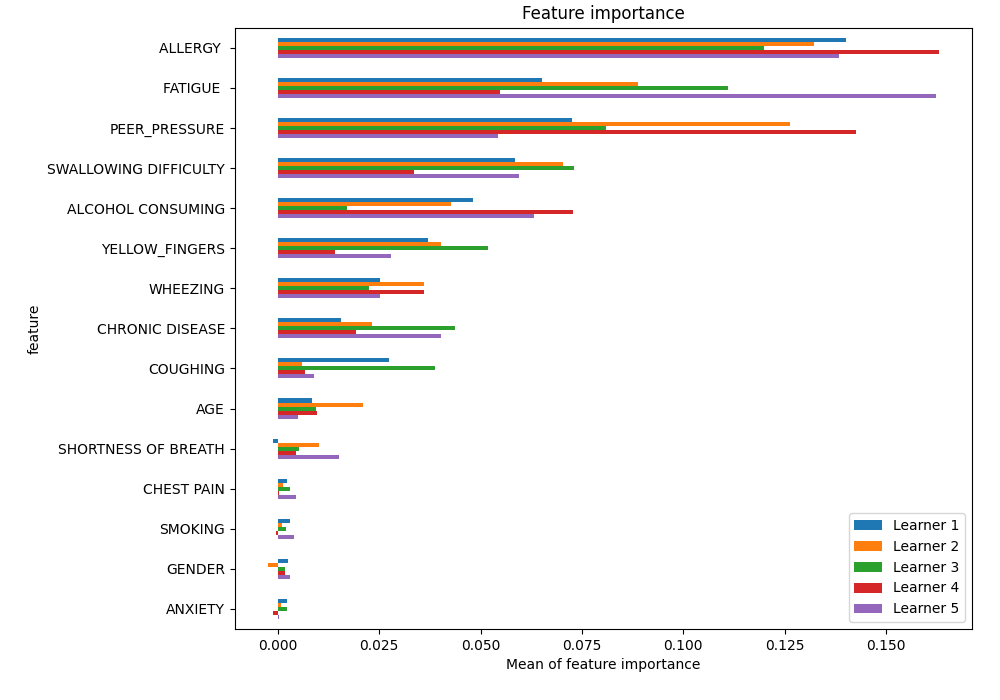 Feature importance
ALLERGY
FATIGUE
PEER_PRESSURE
SWALLOWING DIFFICULTY
ALCOHOL CONSUMING
YELLOW_FINGERS
WHEEZING
CHRONIC DISEASE
COUGHING
AGE
SHORTNESS OF BREATH
CHEST PAIN
SMOKING
GENDER
ANXIETY
feature
Learner 1
Learner 2
Learner 3
Learner 4
Learner 5
0.000 0.025 0.050 0.075 0.100 0.125 0.150
Mean of feature importance